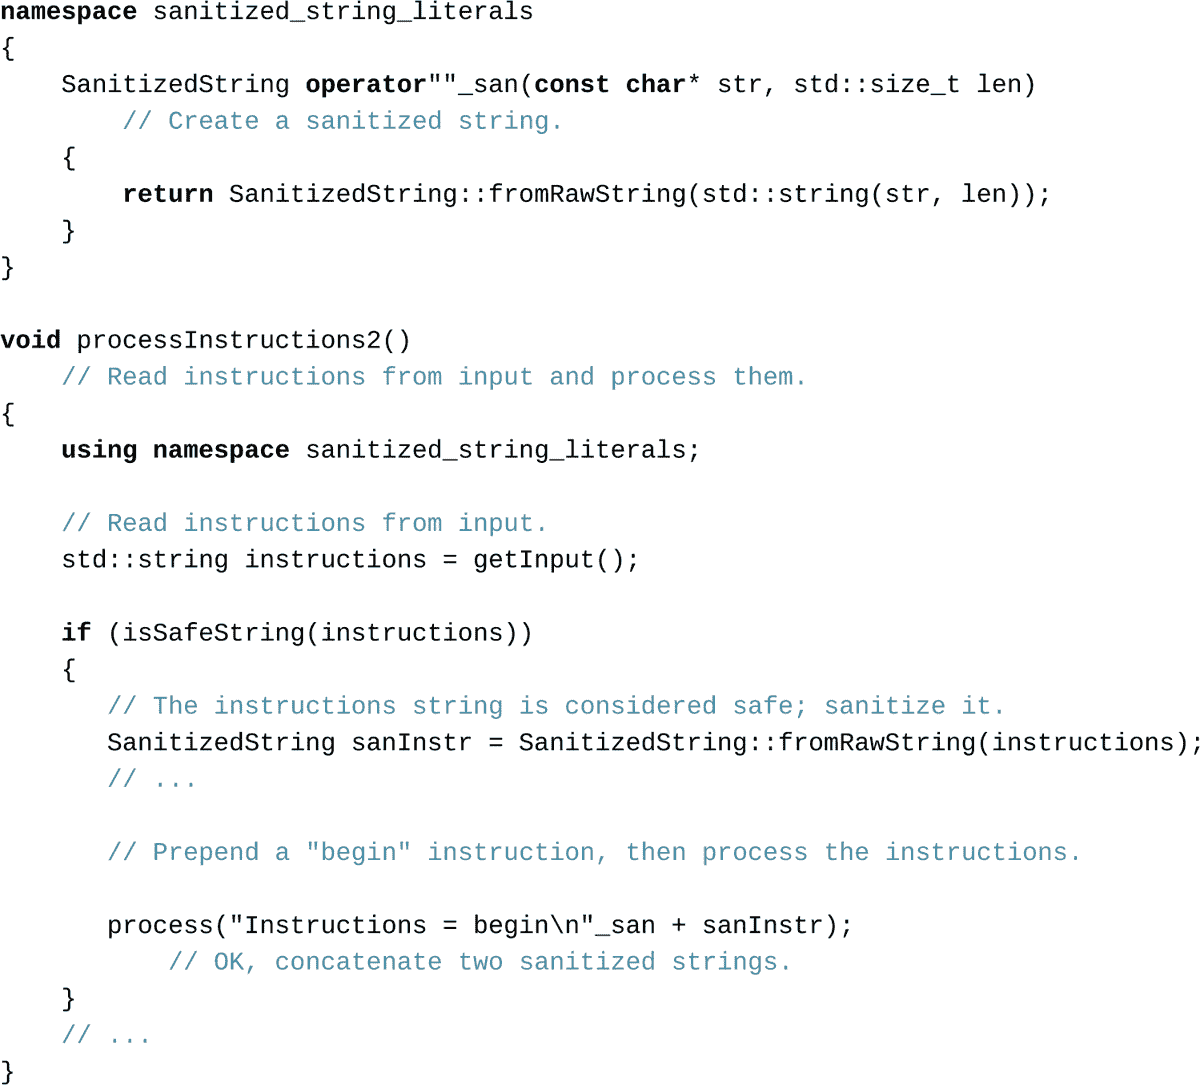 namespace sanitized_string_literals
{
    SanitizedString operator""_san(const char* str, std::size_t len)
        // Create a sanitized string.
    {
        return SanitizedString::fromRawString(std::string(str, len));
    }
}

void processInstructions2()
    // Read instructions from input and process them.
{
    using namespace sanitized_string_literals;

    // Read instructions from input.
    std::string instructions = getInput();

    if (isSafeString(instructions))
    {
       // The instructions string is considered safe; sanitize it.
       SanitizedString sanInstr = SanitizedString::fromRawString(instructions);
       // ...

       // Prepend a "begin" instruction, then process the instructions.

       process("Instructions = begin\n"_san + sanInstr);
           // OK, concatenate two sanitized strings.
    }
    // ...
}